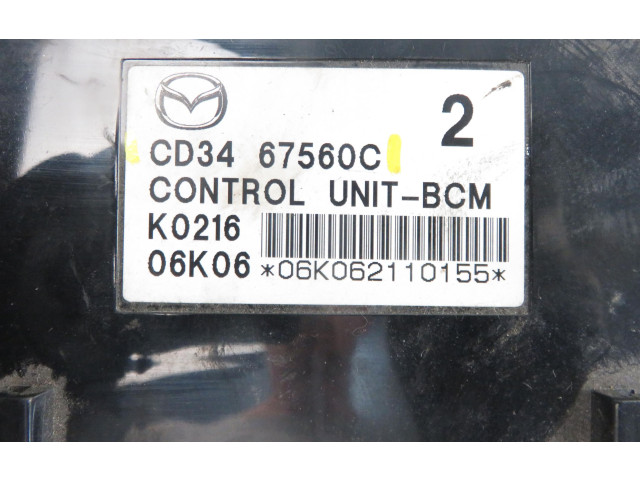 2
CD34 67560C
CONTROL UNIT-BCM
K0216
06K06 *06K062110155*